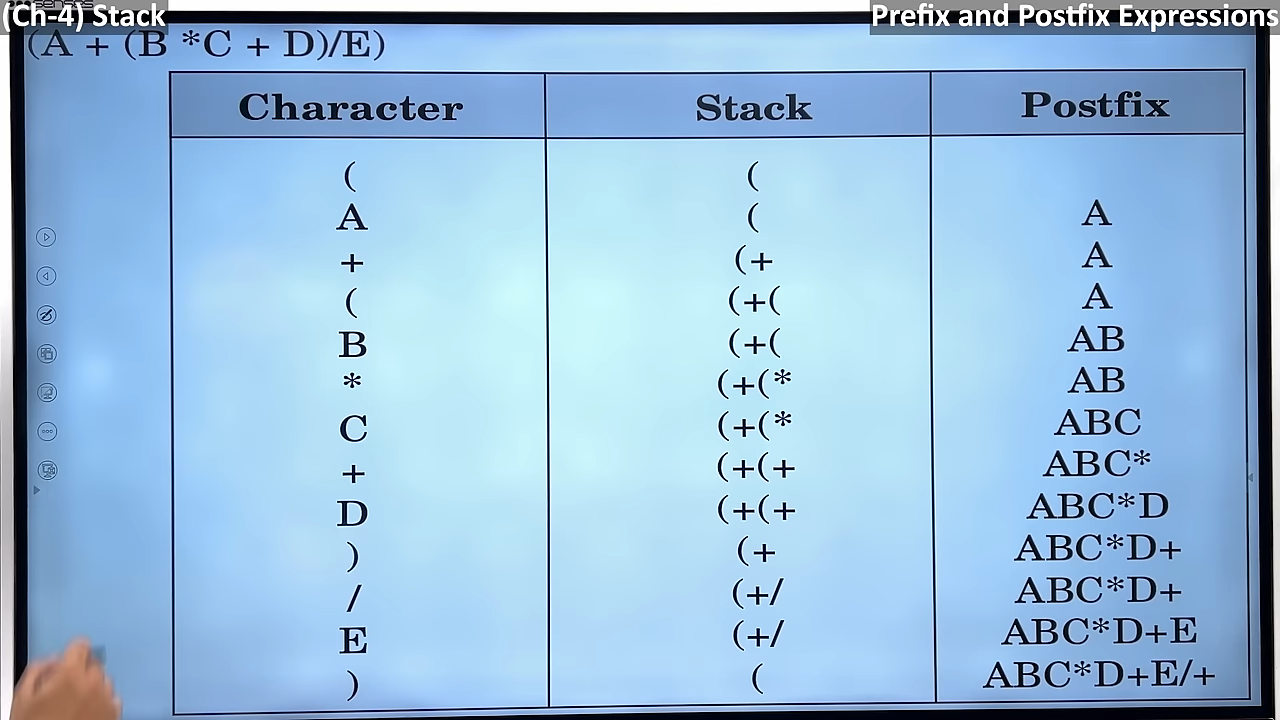 (Ch-4) Stack
Prefix and Postfix Expressions
(A + (B *C + D)/E)
Character Stack Postfix
( (
A ( A
+ (+ A
( (+( A
B (+( AB
* (+(* AB
C (+(* ABC
+ (+(+ ABC*
D (+(+ ABC*D
) (+ ABC*D+
/ (+/ ABC*D+
E (+/ ABC*D+E
) ( ABC*D+E/+